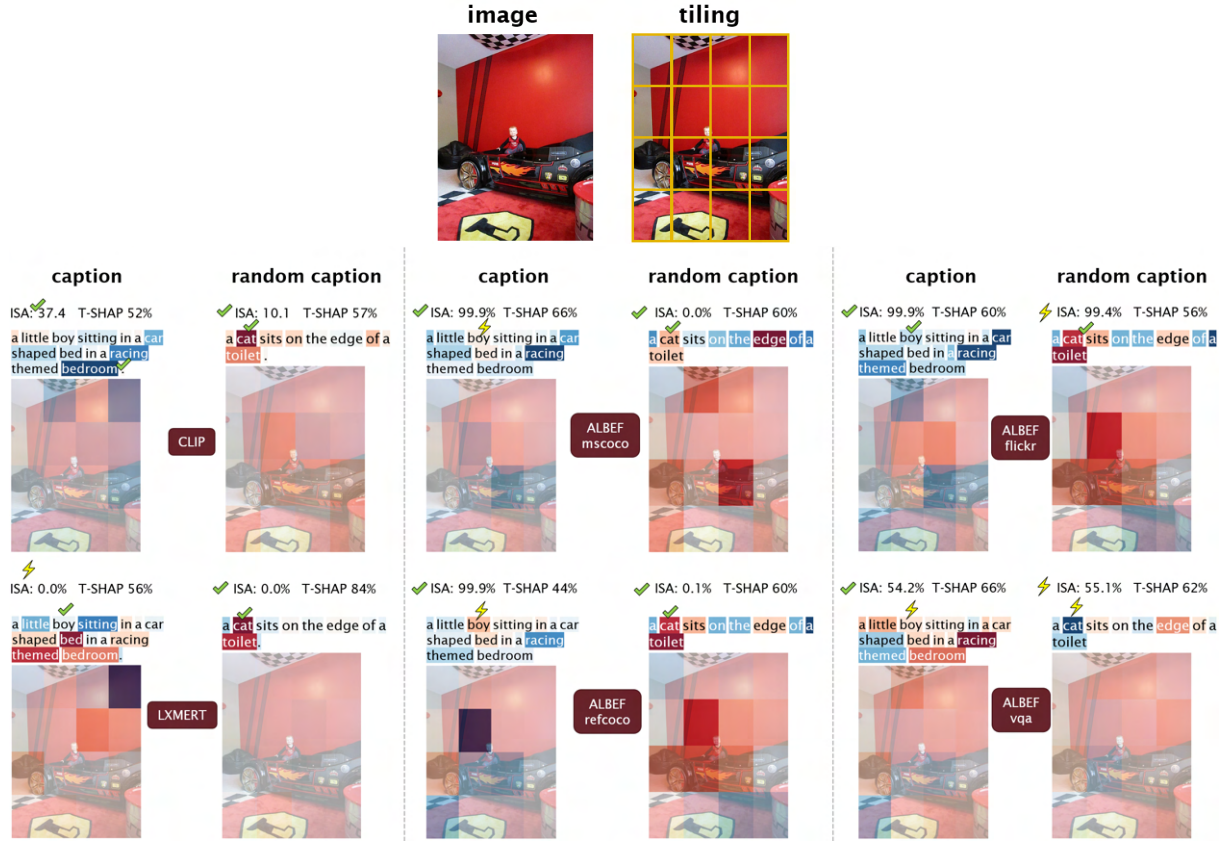 image tiling
caption random caption caption random caption caption random caption
ISA: 37.4 T-SHAP 52% ISA: 10.1 T-SHAP 57% ISA: 99.9% T-SHAP 66% ISA: 0.0% T-SHAP 60% ISA: 99.9% T-SHAP 60% ISA: 99.4% T-SHAP 56%
a little boy sitting in a car a cat sits on the edge of a a little boy sitting in a car a cat sits on the edge of a a little boy sitting in a car a cat sits on the edge of a
shaped bed in a racing toilet . shaped bed in a racing toilet shaped bed in a racing toilet
themed bedroom. themed bedroom themed bedroom
CLIP ALBEF ALBEF
mscoco flickr
ISA: 0.0% T-SHAP 56% ISA: 0.0% T-SHAP 84% ISA: 99.9% T-SHAP 44% ISA: 0.1% T-SHAP 60% ISA: 54.2% T-SHAP 66% ISA: 55.1% T-SHAP 62%
a little boy sitting in a car a cat sits on the edge of a a little boy sitting in a car a cat sits on the edge of a a little boy sitting in a car a cat sits on the edge of a
shaped bed in a racing toilet. shaped bed in a racing toilet shaped bed in a racing toilet
themed bedroom. themed bedroom themed bedroom
LXMERT ALBEF ALBEF
refcoco vqa